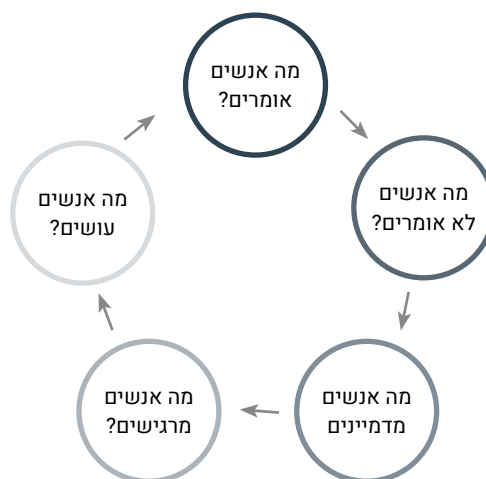 מה אנשים
אומרים?
מה אנשים
לא אומרים?
מה אנשים
מדמיינים
מה אנשים
מרגישים?
מה אנשים
עושים?